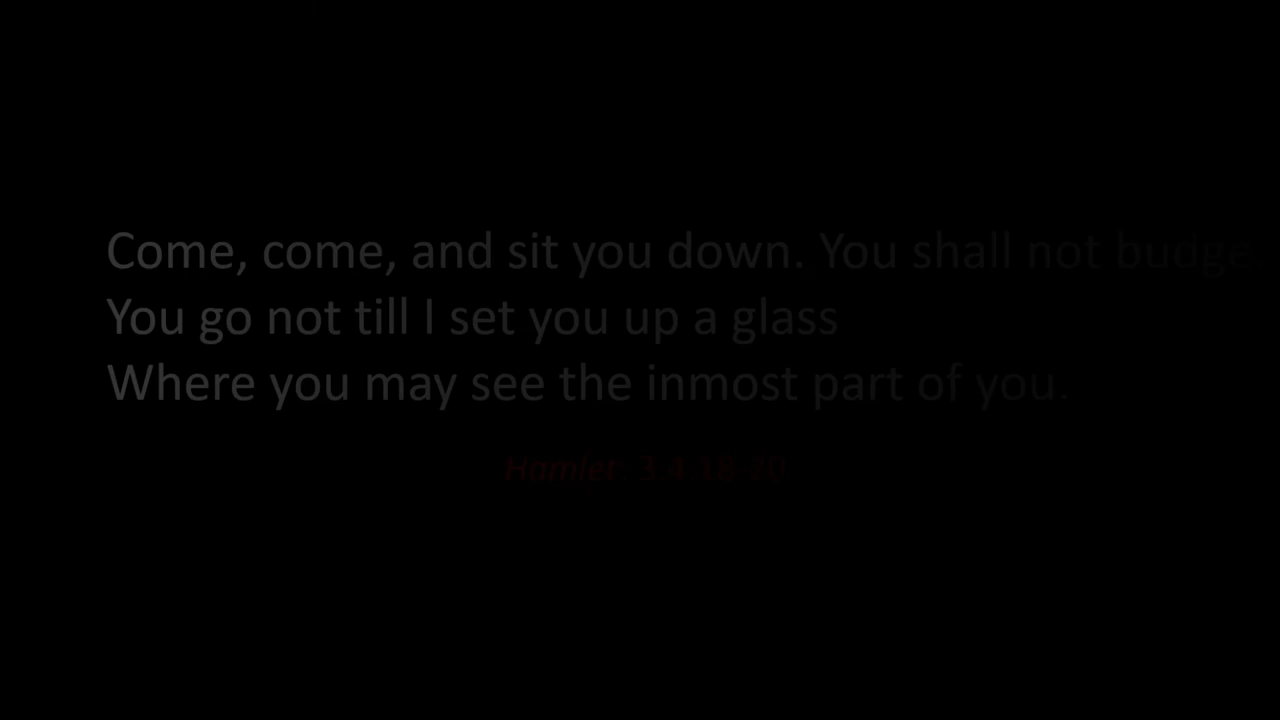 Come, come, and sit you down. You shall not budge.
You go not till I set you up a glass
Where you may see the inmost part of you.
Hamlet. 3:4.18-20